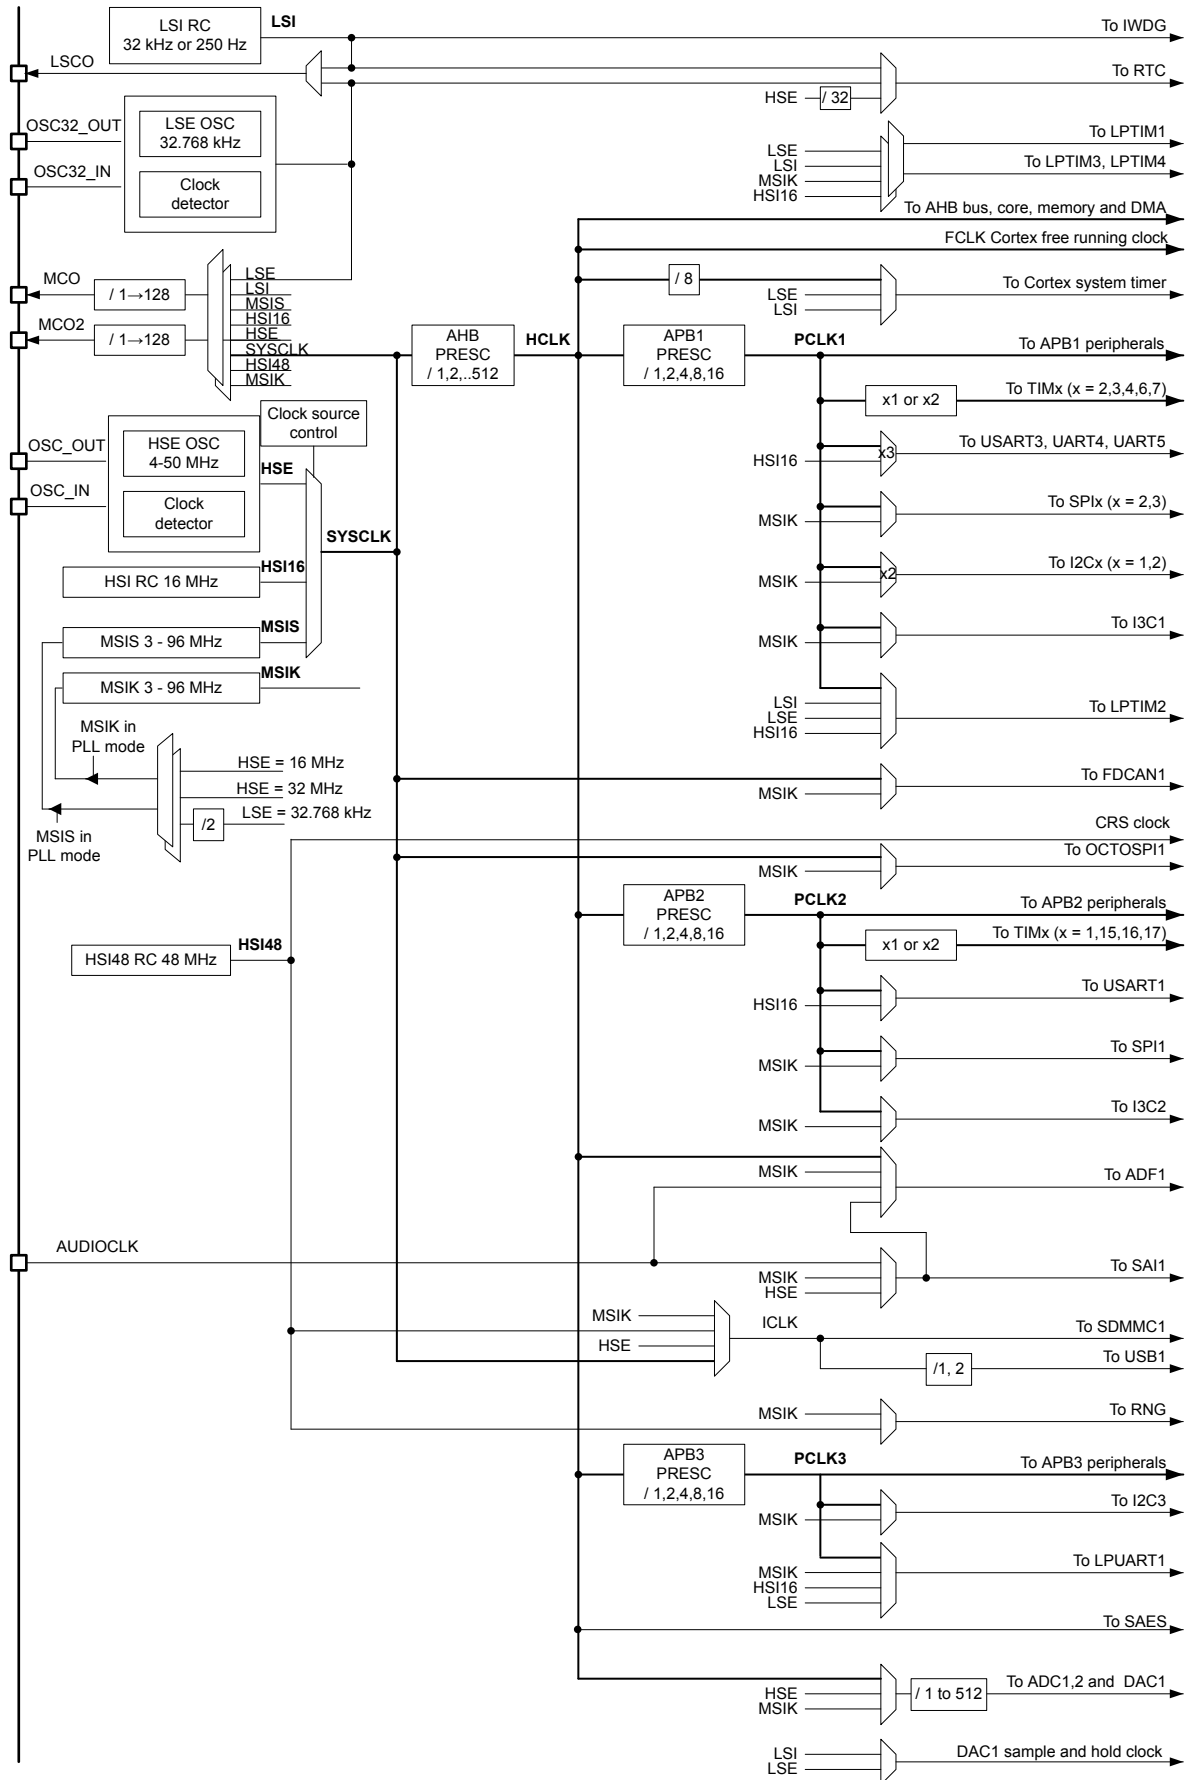 LSI RC
32 kHz or 250 Hz
LSI
To IWDG
LSCO
To RTC
HSE
/ 32
OSC32_OUT
LSE OSC
32.768 kHz
OSC32_IN
Clock
detector
To LPTIM1
LSE
To LPTIM3, LPTIM4
LSI
MSIK
HSI16
To AHB bus, core, memory and DMA
FCLK Cortex free running clock
MCO
/ 1→128
MCO2
/ 1→128
LSE
LSI
MSIS
HSI16
HSE
SYSCLK
HSI48
MSIK
/ 8
LSE
LSI
To Cortex system timer
AHB
PRESC
/ 1,2,..512
HCLK
APB1
PRESC
/ 1,2,4,8,16
PCLK1
To APB1 peripherals
x1 or x2
To TIMx (x = 2,3,4,6,7)
Clock source
control
OSC_OUT
HSE OSC
4-50 MHz
HSE
OSC_IN
Clock
detector
HSI16
x3
To USART3, UART4, UART5
MSIK
To SPIx (x = 2,3)
SYSCLK
HSI RC 16 MHz
HSI16
MSIK
x2
To I2Cx (x = 1,2)
MSIS 3 - 96 MHz
MSIS
MSIK
To I3C1
MSIK 3 - 96 MHz
MSIK
LSI
LSE
HSI16
To LPTIM2
MSIK in
PLL mode
HSE = 16 MHz
HSE = 32 MHz
/2
LSE = 32.768 kHz
MSIS in
PLL mode
MSIK
To FDCAN1
CRS clock
MSIK
To OCTOSPI1
APB2
PRESC
/ 1,2,4,8,16
PCLK2
To APB2 peripherals
x1 or x2
To TIMx (x = 1,15,16,17)
HSI48 RC 48 MHz
HSI48
HSI16
To USART1
MSIK
To SPI1
MSIK
To I3C2
MSIK
To ADF1
AUDIOCLK
MSIK
HSE
To SAI1
MSIK
HSE
ICLK
To SDMMC1
/1, 2
To USB1
MSIK
To RNG
APB3
PRESC
/ 1,2,4,8,16
PCLK3
To APB3 peripherals
MSIK
To I2C3
MSIK
HSI16
LSE
To LPUART1
To SAES
HSE
MSIK
/ 1 to 512
To ADC1,2 and DAC1
LSI
LSE
DAC1 sample and hold clock